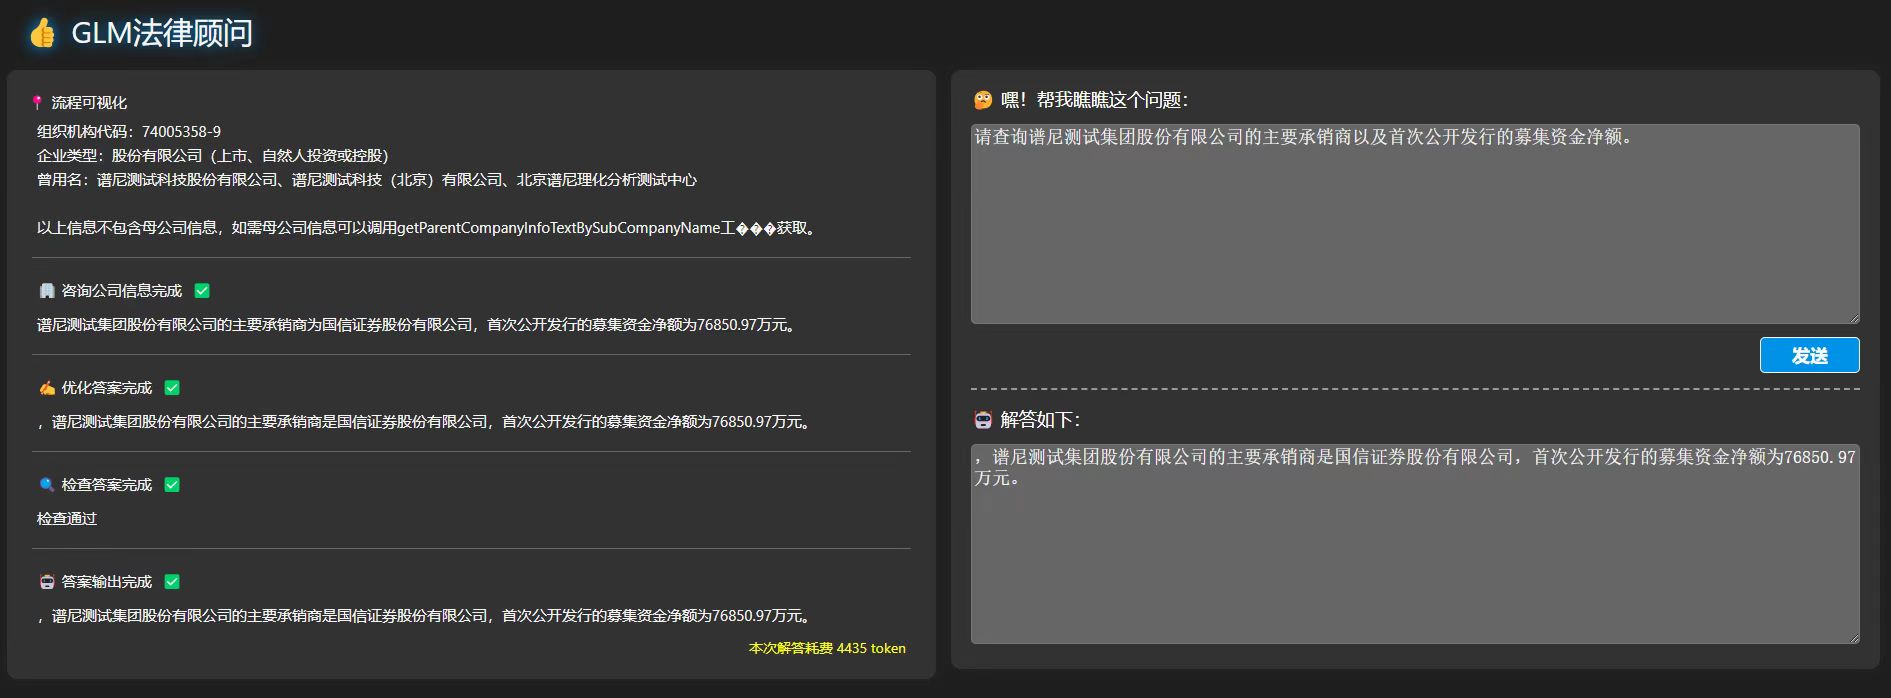 GLM法律顾问
流程可视化
组织机构代码：74005358-9
企业类型：股份有限公司（上市、自然人投资或控股）
曾用名：谱尼测试科技股份有限公司、谱尼测试科技（北京）有限公司、北京谱尼理化分析测试中心
以上信息不包含母公司信息，如需母公司信息可以调用getParentCompanyInfoTextBySubCompanyName工���获取。
咨询公司信息完成
谱尼测试集团股份有限公司的主要承销商为国信证券股份有限公司，首次公开发行的募集资金净额为76850.97万元。
优化答案完成
，谱尼测试集团股份有限公司的主要承销商是国信证券股份有限公司，首次公开发行的募集资金净额为76850.97万元。
检查答案完成
检查通过
答案输出完成
，谱尼测试集团股份有限公司的主要承销商是国信证券股份有限公司，首次公开发行的募集资金净额为76850.97万元。
本次解答耗费 4435 token
嘿！帮我瞧瞧这个问题：
请查询谱尼测试集团股份有限公司的主要承销商以及首次公开发行的募集资金净额。
发送
解答如下：
，谱尼测试集团股份有限公司的主要承销商是国信证券股份有限公司，首次公开发行的募集资金净额为76850.97
万元。